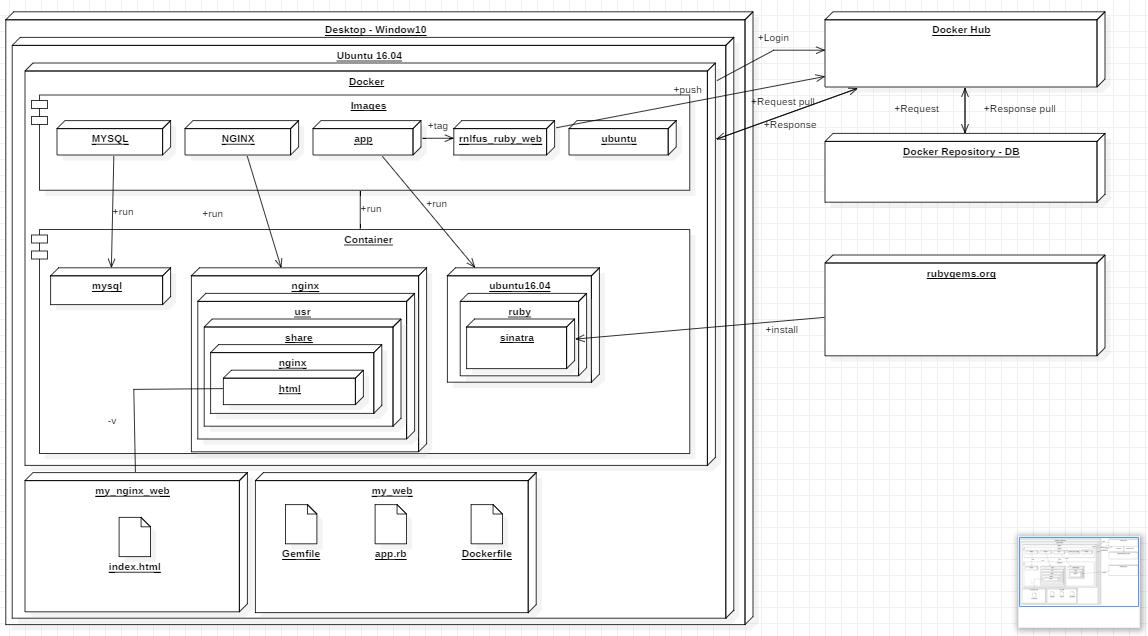 Desktop - Window10
Ubuntu 16.04
Docker
Images
MYSQL
NGINX
app
+tag
rnlfus_ruby_web
ubuntu
+push
+Login
+Request pull
+Response
Docker Hub
+Request
+Response pull
Docker Repository - DB
rubygems.org
+install
+run
+run
+run
+run
Container
mysql
nginx
usr
share
nginx
html
ubuntu16.04
ruby
sinatra
-v
my_nginx_web
index.html
my_web
Gemfile
app.rb
Dockerfile